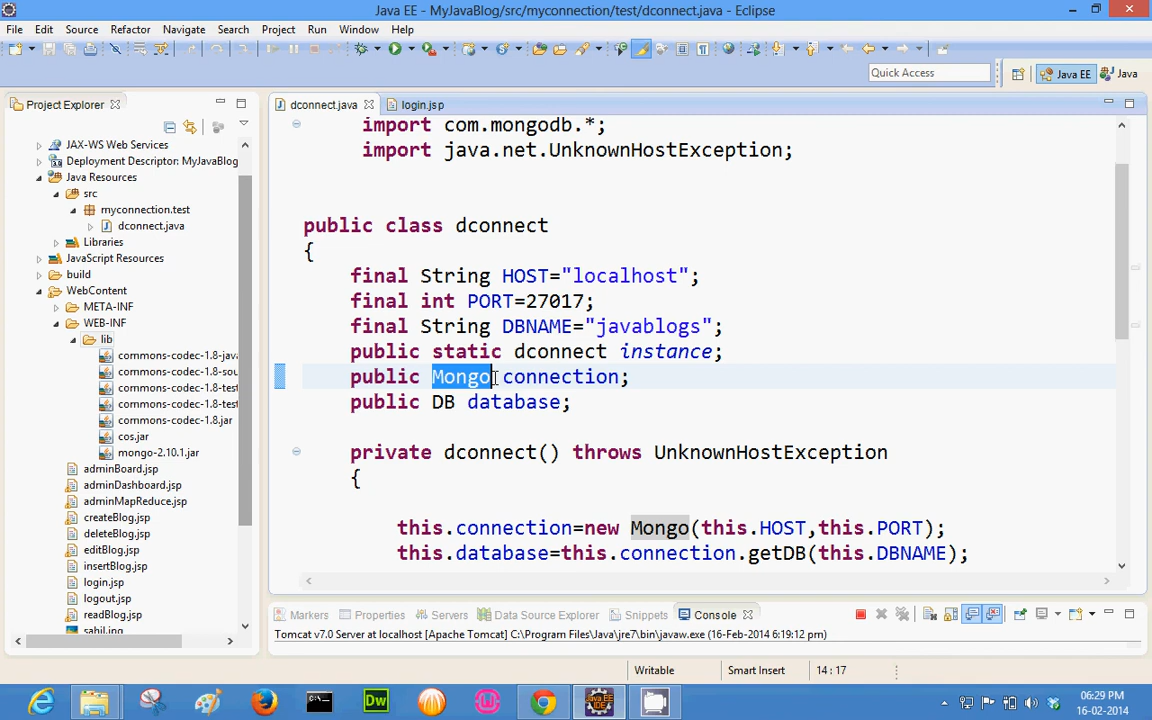 Java EE - MyJavaBlog/src/myconnection/test/dconnect.java - Eclipse
File Edit Source Refactor Navigate Search Project Run Window Help
Quick Access
Java EE
Java
Project Explorer
JAX-WS Web Services
Deployment Descriptor: MyJavaBlog
Java Resources
src
myconnection.test
dconnect.java
Libraries
JavaScript Resources
build
WebContent
META-INF
WEB-INF
lib
commons-codec-1.8-java
commons-codec-1.8-sou
commons-codec-1.8-test
commons-codec-1.8-test
commons-codec-1.8.jar
cos.jar
mongo-2.10.1.jar
adminBoard.jsp
adminDashboard.jsp
adminMapReduce.jsp
createBlog.jsp
deleteBlog.jsp
editBlog.jsp
insertBlog.jsp
login.jsp
logout.jsp
readBlog.jsp
sahil.jpg
dconnect.java
login.jsp
import com.mongodb.*;
import java.net.UnknownHostException;
public class dconnect
{
final String HOST="localhost";
final int PORT=27017;
final String DBNAME="javablogs";
public static dconnect instance;
public Mongo connection;
public DB database;
private dconnect() throws UnknownHostException
{
this.connection=new Mongo(this.HOST,this.PORT);
this.database=this.connection.getDB(this.DBNAME);
Markers Properties Servers Data Source Explorer Snippets Console
Tomcat v7.0 Server at localhost [Apache Tomcat] C:\Program Files\Java\jre7\bin\javaw.exe (16-Feb-2014 6:19:12 pm)
Writable Smart Insert 14 : 17
Dw
Java EE
IDE
06:29 PM
16-02-2014